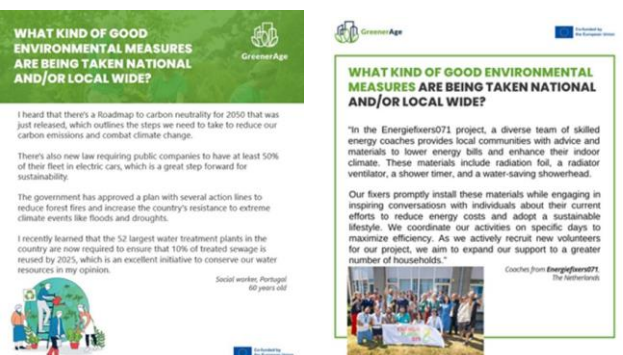 WHAT KIND OF GOOD
ENVIRONMENTAL MEASURES
ARE BEING TAKEN NATIONAL
AND/OR LOCAL WIDE?
GreenerAge
I heard that there's a Roadmap to carbon neutrality for 2050 that was
just released, which outlines the steps we need to take to reduce our
carbon emissions and combat climate change.
There's also new law requiring public companies to have at least 50%
of their fleet in electric cars, which is a great step forward for
sustainability.
The government has approved a plan with several action lines to
reduce forest fires and increase the country's resistance to extreme
climate events like floods and droughts.
I recently learned that the 52 largest water treatment plants in the
country are now required to ensure that 10% of treated sewage is
reused by 2025, which is an excellent initiative to conserve our water
resources in my opinion.
Social worker, Portugal
60 years old
Co-funded by
the European Union
GreenerAge
Co-funded by
the European Union
WHAT KIND OF GOOD ENVIRONMENTAL
MEASURES ARE BEING TAKEN NATIONAL
AND/OR LOCAL WIDE?
"In the Energiefixers071 project, a diverse team of skilled
energy coaches provides local communities with advice and
materials to lower energy bills and enhance their indoor
climate. These materials include radiation foil, a radiator
ventilator, a shower timer, and a water-saving showerhead.
Our fixers promptly install these materials while engaging in
inspiring conversatiosn with individuals about their current
efforts to reduce energy costs and adopt a sustainable
lifestyle. We coordinate our activities on specific days to
maximize efficiency. As we actively recruit new volunteers
for our project, we aim to expand our support to a greater
number of households."
Coaches from Energiefixers071,
The Netherlands